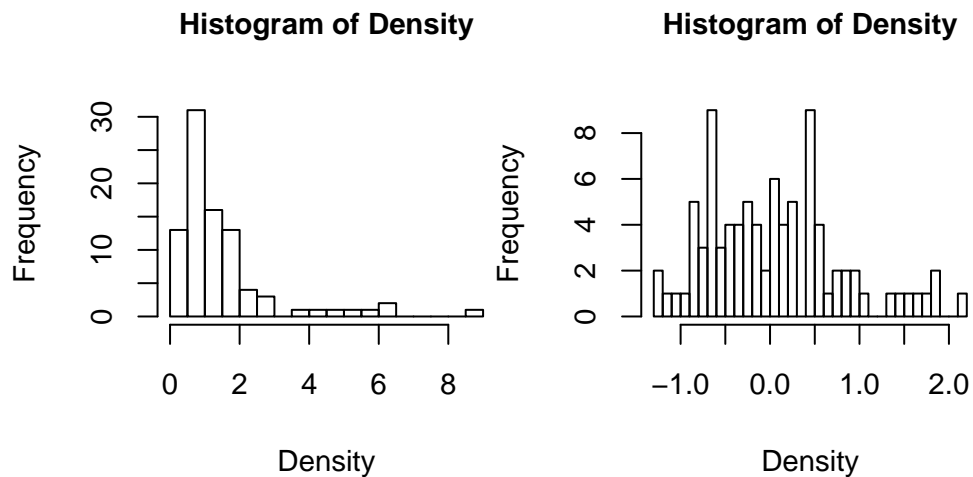 Histogram of Density
Frequency
30
20
10
0
0 2 4 6 8
Density
Histogram of Density
Frequency
8
6
4
2
0
−1.0 0.0 1.0 2.0
Density